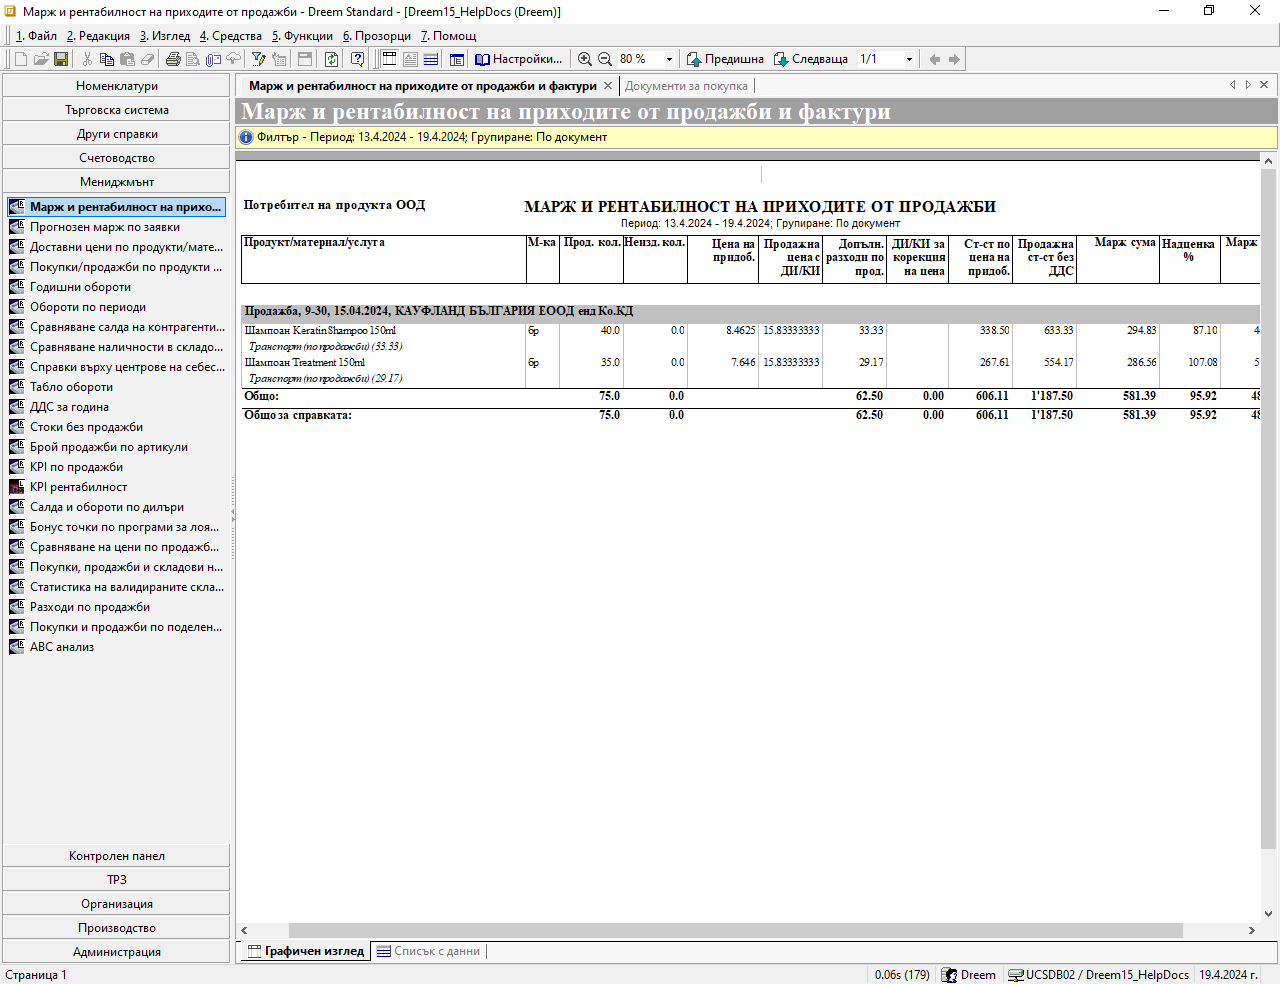 Марж и рентабилност на приходите от продажби - Dreem Standard - [Dreem15_HelpDocs (Dreem)]
1. Файл 2. Редакция 3. Изглед 4. Средства 5. Функции 6. Прозорци 7. Помощ
Настройки... 80 % Предишна Следваща 1/1
Номенклатури
Търговска система
Други справки
Счетоводство
Мениджмънт
Марж и рентабилност на прихо...
Прогнозен марж по заявки
Доставни цени по продукти/мате...
Покупки/продажби по продукти ...
Годишни обороти
Обороти по периоди
Сравняване салда на контрагенти...
Сравняване наличности в складо...
Справки върху центрове на себес...
Табло обороти
ДДС за година
Стоки без продажби
Брой продажби по артикули
KPI по продажби
KPI рентабилност
Салда и обороти по дилъри
Бонус точки по програми за лоя...
Сравняване на цени по продажб...
Покупки, продажби и складови н...
Статистика на валидираните скла...
Разходи по продажби
Покупки и продажби по поделен...
ABC анализ
Контролен панел
ТРЗ
Организация
Производство
Администрация
Марж и рентабилност на приходите от продажби и фактури Документи за покупка
Марж и рентабилност на приходите от продажби и фактури
Филтър - Период: 13.4.2024 - 19.4.2024; Групиране: По документ
Потребител на продукта ООД
МАРЖ И РЕНТАБИЛНОСТ НА ПРИХОДИТЕ ОТ ПРОДАЖБИ
Период: 13.4.2024 - 19.4.2024; Групиране: По документ
Продукт/материал/услуга М-ка Прод. кол. Неизд. кол. Цена на придоб. Продажна цена с ДИ/КИ Допълн. разходи по прод. ДИ/КИ за корекция на цена Ст-ст по цена на придоб. Продажна ст-ст без ДДС Марж сума Надценка % Марж
Продажба, 9-30, 15.04.2024, КАУФЛАНД БЪЛГАРИЯ ЕООД енд Ко.КД
Шампоан Keratin Shampoo 150ml бр 40.0 0.0 8.4625 15.83333333 33.33 338.50 633.33 294.83 87.10 4
Транспорт (по продажби) (33.33)
Шампоан Treatment 150ml бр 35.0 0.0 7.646 15.83333333 29.17 267.61 554.17 286.56 107.08 5
Транспорт (по продажби) (29.17)
Общо: 75.0 0.0 62.50 0.00 606.11 1'187.50 581.39 95.92 48
Общо за справката: 75.0 0.0 62.50 0.00 606.11 1'187.50 581.39 95.92 48
Графичен изглед Списък с данни
Страница 1 0.06s (179) Dreem UCSDB02 / Dreem15_HelpDocs 19.4.2024 г.